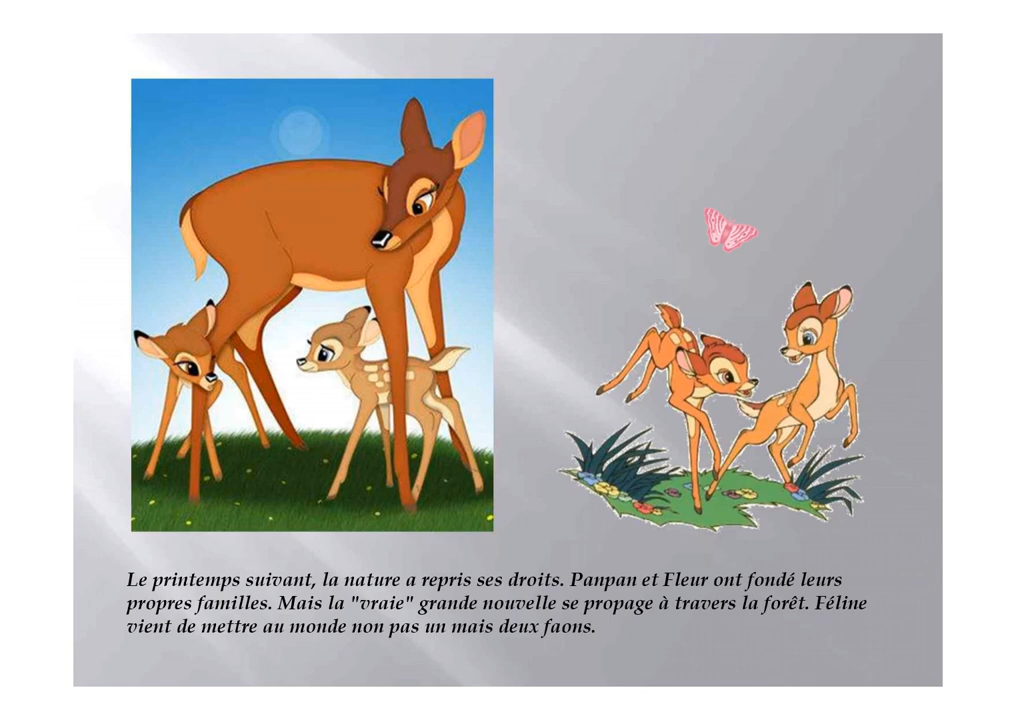 Le printemps suivant, la nature a repris ses droits. Panpan et Fleur ont fondé leurs
propres familles. Mais la "vraie" grande nouvelle se propage à travers la forêt. Féline
vient de mettre au monde non pas un mais deux faons.